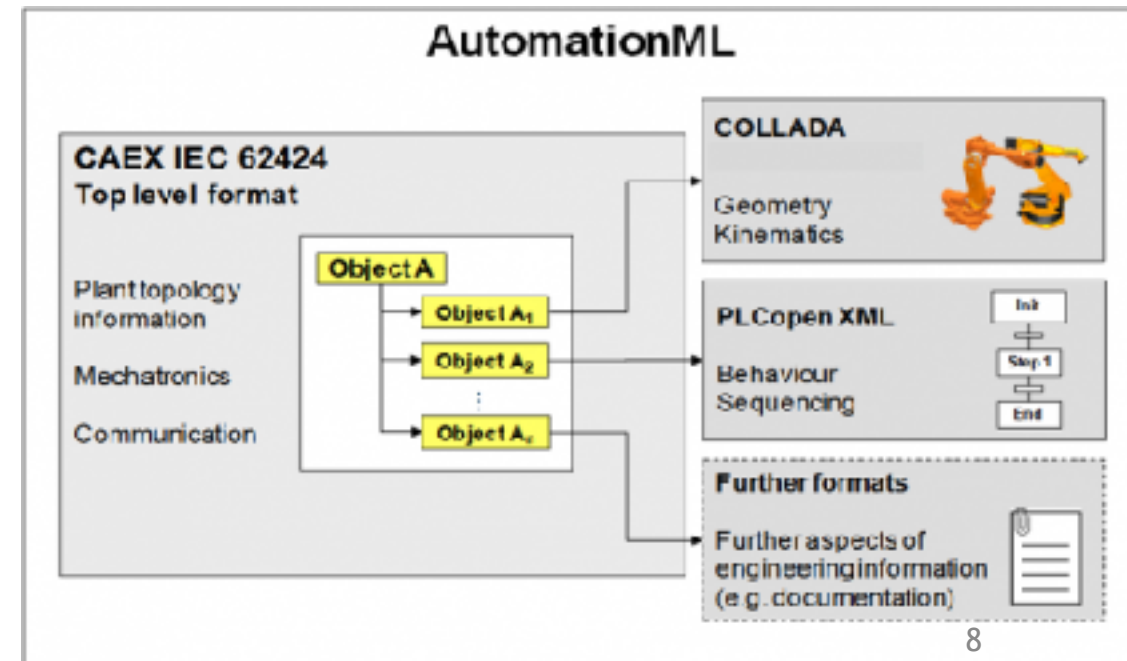 AutomationML
CAEX IEC 62424
Top level format
Plant topology
information
Mechatronics
Communication
Object A
Object A1
Object A2
Object A
COLLADA
Geometry
Kinematics
PLCopen XML
Behaviour
Sequencing
Init
Step 1
End
Further formats
Further aspects of
engineering information
(e.g. documentation)
8